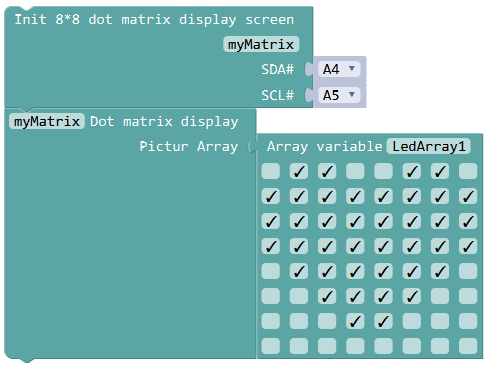 Init 8*8 dot matrix display screen
myMatrix
SDA# A4
SCL# A5
myMatrix Dot matrix display
Pictur Array Array variable LedArray1